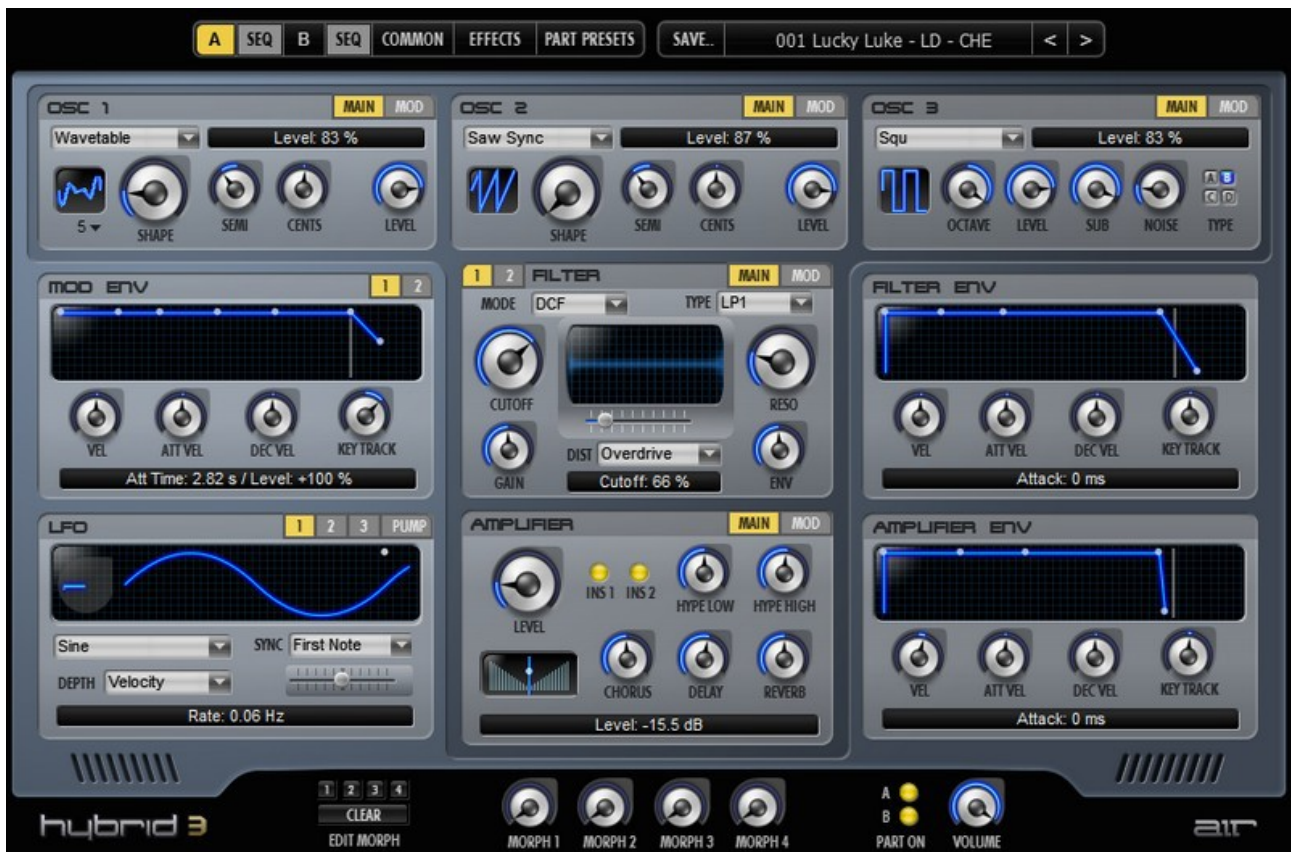 A SEQ B SEQ COMMON EFFECTS PART PRESETS SAVE.. 001 Lucky Luke - LD - CHE < >
OSC 1 MAIN MOD
Wavetable Level: 83 %
5
SHAPE SEMI CENTS LEVEL
OSC 2 MAIN MOD
Saw Sync Level: 87 %
SHAPE SEMI CENTS LEVEL
OSC 3 MAIN MOD
Squ Level: 83 %
A B
C D
OCTAVE LEVEL SUB NOISE TYPE
MOD ENV 1 2
VEL ATT VEL DEC VEL KEY TRACK
Att Time: 2.82 s / Level: +100 %
1 2 FILTER MAIN MOD
MODE DCF TYPE LP1
CUTOFF RESO
DIST Overdrive
GAIN Cutoff: 66 % ENV
FILTER ENV
VEL ATT VEL DEC VEL KEY TRACK
Attack: 0 ms
LFO 1 2 3 PUMP
Sine SYNC First Note
DEPTH Velocity
Rate: 0.06 Hz
AMPLIFIER MAIN MOD
INS 1 INS 2 HYPE LOW HYPE HIGH
LEVEL
CHORUS DELAY REVERB
Level: -15.5 dB
AMPLIFIER ENV
VEL ATT VEL DEC VEL KEY TRACK
Attack: 0 ms
hybrid 3
1 2 3 4
CLEAR
EDIT MORPH
MORPH 1 MORPH 2 MORPH 3 MORPH 4
A
B
PART ON VOLUME
air